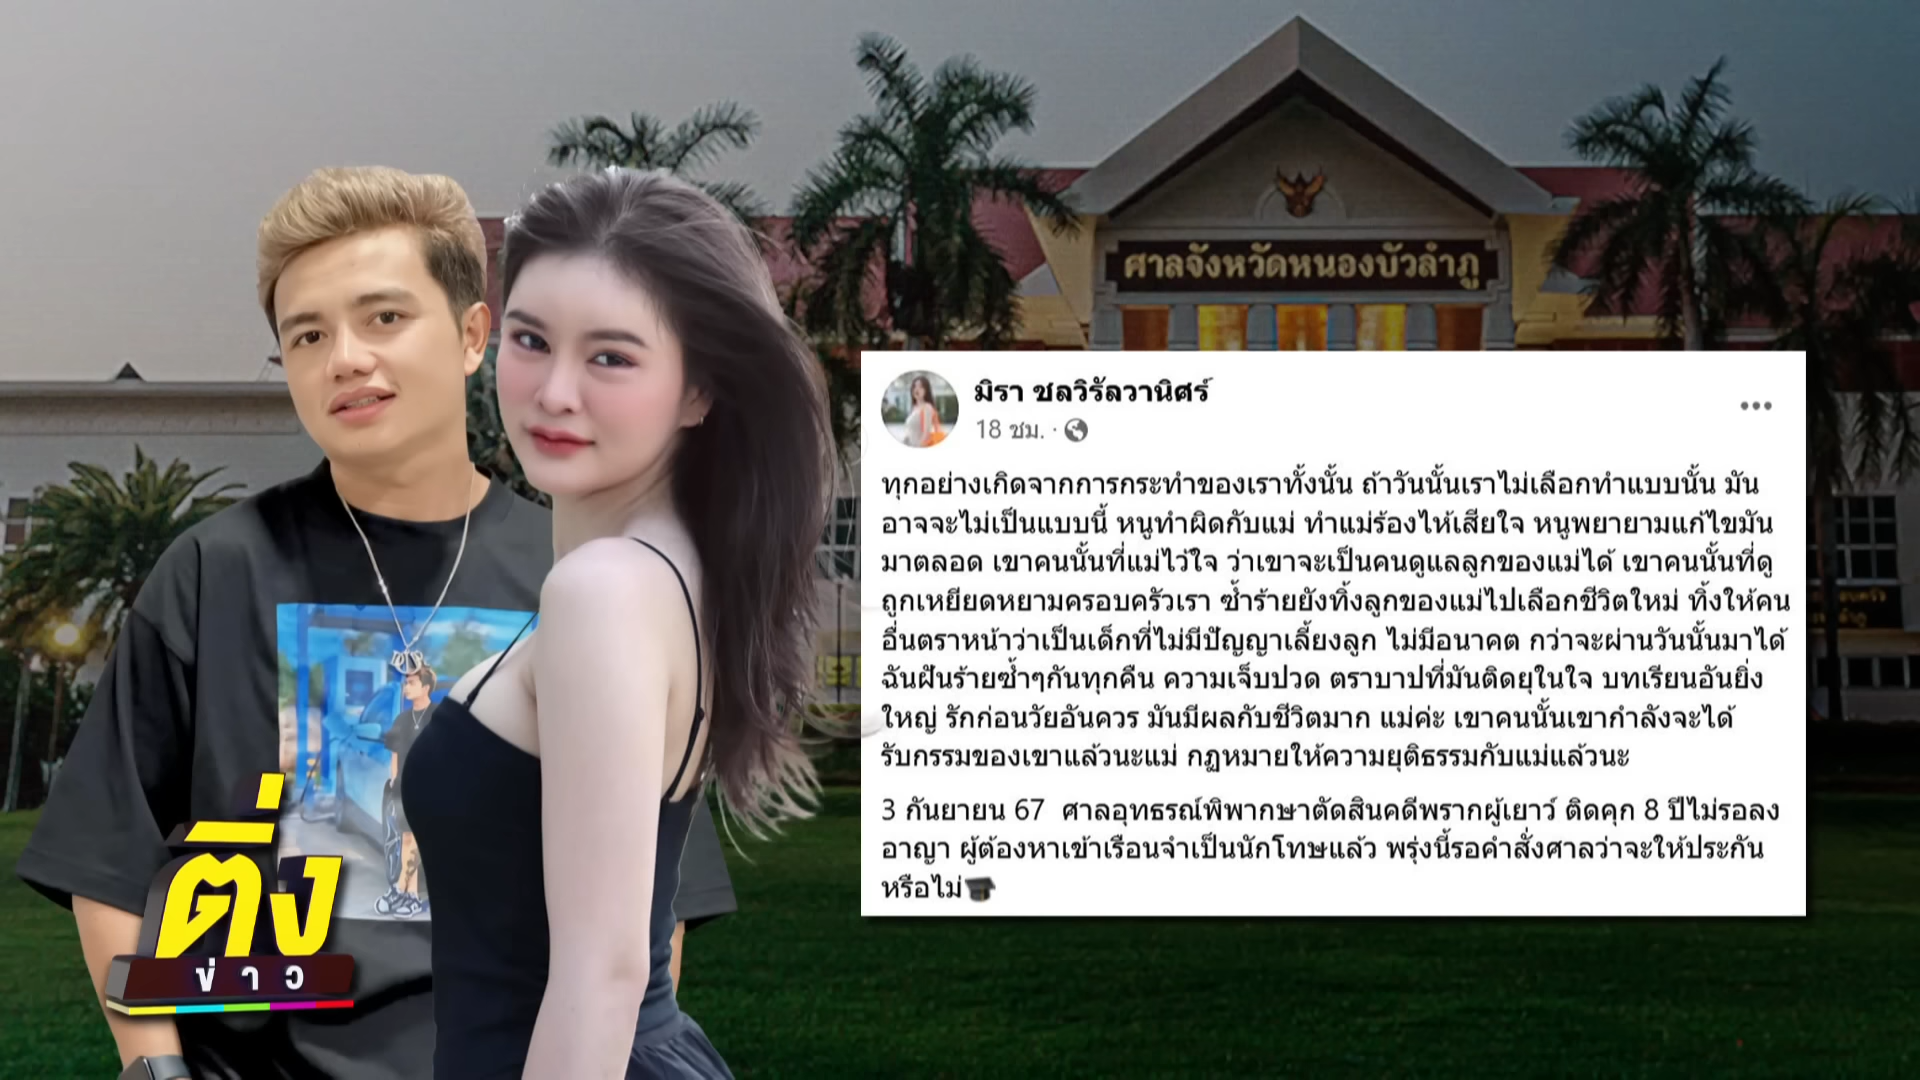 ศาลจังหวัดหนองบัวลำภู
มิรา ชลวิรัลวานิศร์
18 ชม. ·
ทุกอย่างเกิดจากการกระทำของเราทั้งนั้น ถ้าวันนั้นเราไม่เลือกทำแบบนั้น มัน
อาจจะไม่เป็นแบบนี้ หนูทำผิดกับแม่ ทำแม่ร้องไห้เสียใจ หนูพยายามแก้ไขมัน
มาตลอด เขาคนนั้นที่แม่ไว้ใจ ว่าเขาจะเป็นคนดูแลลูกของแม่ได้ เขาคนนั้นที่ดู
ถูกเหยียดหยามครอบครัวเรา ซ้ำร้ายยังทิ้งลูกของแม่ไปเลือกชีวิตใหม่ ทิ้งให้คน
อื่นตราหน้าว่าเป็นเด็กที่ไม่มีปัญญาเลี้ยงลูก ไม่มีอนาคต กว่าจะผ่านวันนั้นมาได้
ฉันฝันร้ายซ้ำๆกันทุกคืน ความเจ็บปวด ตราบาปที่มันติดยุในใจ บทเรียนอันยิ่ง
ใหญ่ รักก่อนวัยอันควร มันมีผลกับชีวิตมาก แม่ค่ะ เขาคนนั้นเขากำลังจะได้
รับกรรมของเขาแล้วนะแม่ กฏหมายให้ความยุติธรรมกับแม่แล้วนะ
3 กันยายน 67 ศาลอุทธรณ์พิพากษาตัดสินคดีพรากผู้เยาว์ ติดคุก 8 ปีไม่รอลง
อาญา ผู้ต้องหาเข้าเรือนจำเป็นนักโทษแล้ว พรุ่งนี้รอคำสั่งศาลว่าจะให้ประกัน
หรือไม่🎓
ติ่ง
ข่าว